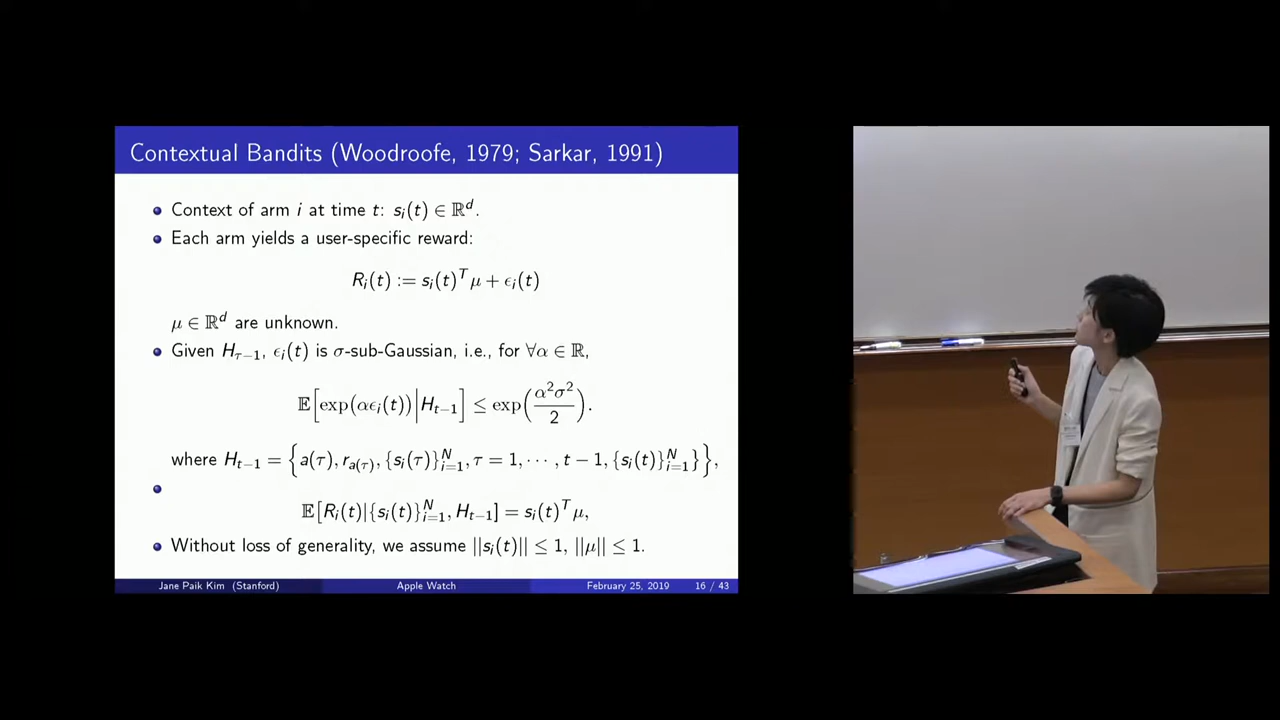 Contextual Bandits (Woodroofe, 1979; Sarkar, 1991)
Context of arm i at time t: s_i(t) ∈ ℝ^d.
Each arm yields a user-specific reward:
R_i(t) := s_i(t)^T μ + ϵ_i(t)
μ ∈ ℝ^d are unknown.
Given H_{τ−1}, ϵ_i(t) is σ-sub-Gaussian, i.e., for ∀α ∈ ℝ,
𝔼[exp(αϵ_i(t))|H_{t−1}] ≤ exp(α²σ²/2).
where H_{t−1} = {a(τ), r_{a(τ)}, {s_i(τ)}_{i=1}^N, τ = 1, ⋯ , t − 1, {s_i(t)}_{i=1}^N}},
𝔼[R_i(t)|{s_i(t)}_{i=1}^N, H_{t−1}] = s_i(t)^T μ,
Without loss of generality, we assume ||s_i(t)|| ≤ 1, ||μ|| ≤ 1.
Jane Paik Kim (Stanford) Apple Watch February 25, 2019 16 / 43